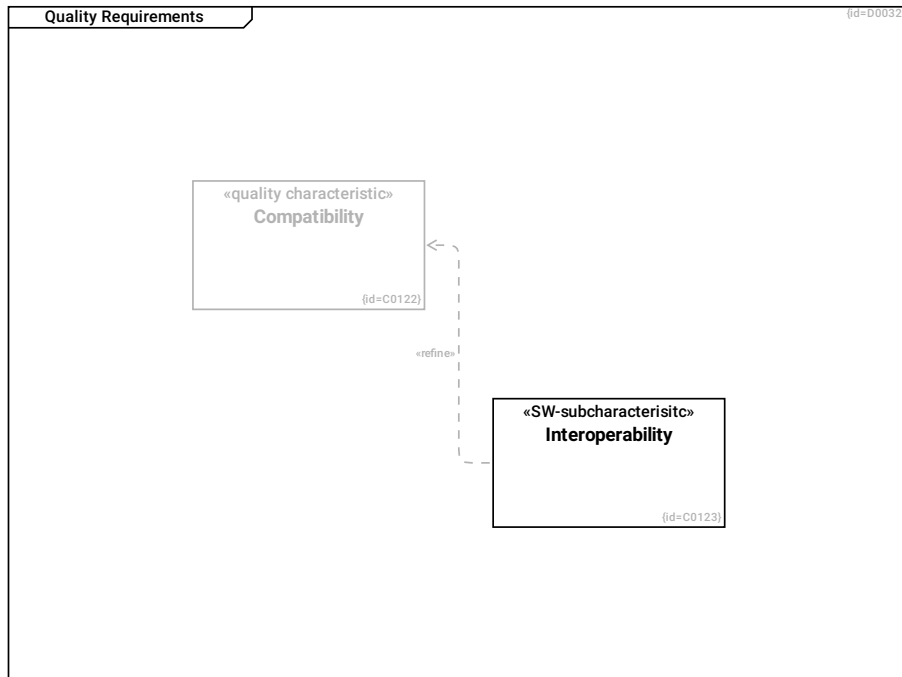 Quality Requirements
{id=D0032
«quality characteristic»
Compatibility
{id=C0122}
«refine»
«SW-subcharacterisitc»
Interoperability
{id=C0123}